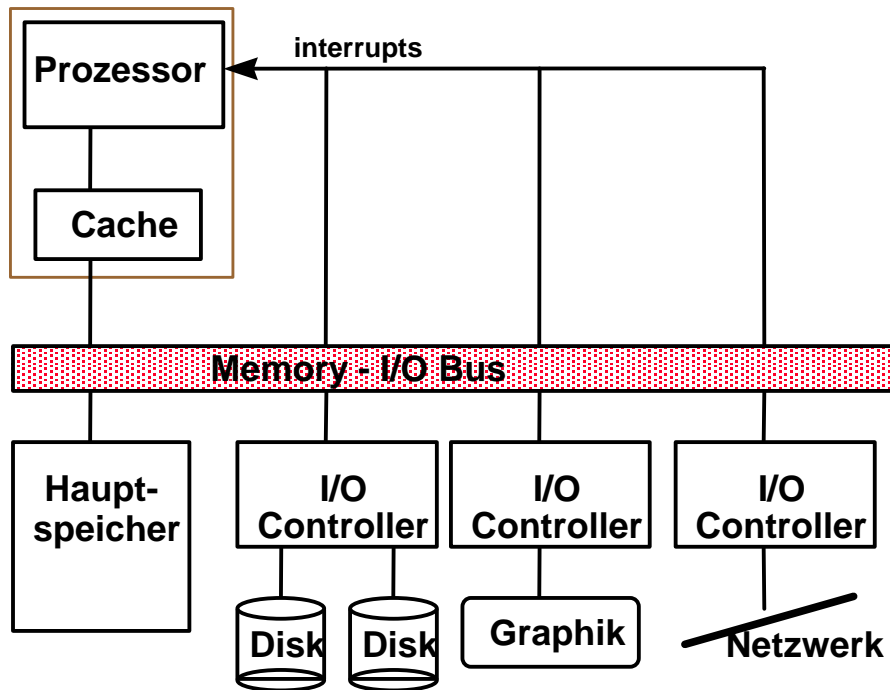 interrupts
Prozessor
Cache
Memory - I/O Bus
Haupt-
speicher
I/O
Controller
I/O
Controller
I/O
Controller
Disk
Disk
Graphik
Netzwerk